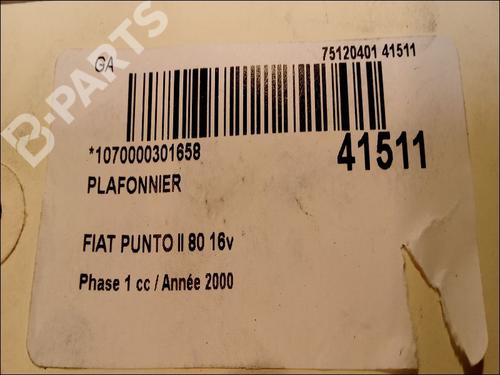 GA
75120401 41511
*1070000301658
41511
PLAFONNIER
FIAT PUNTO II 80 16v
Phase 1 cc / Année 2000
B-PARTS